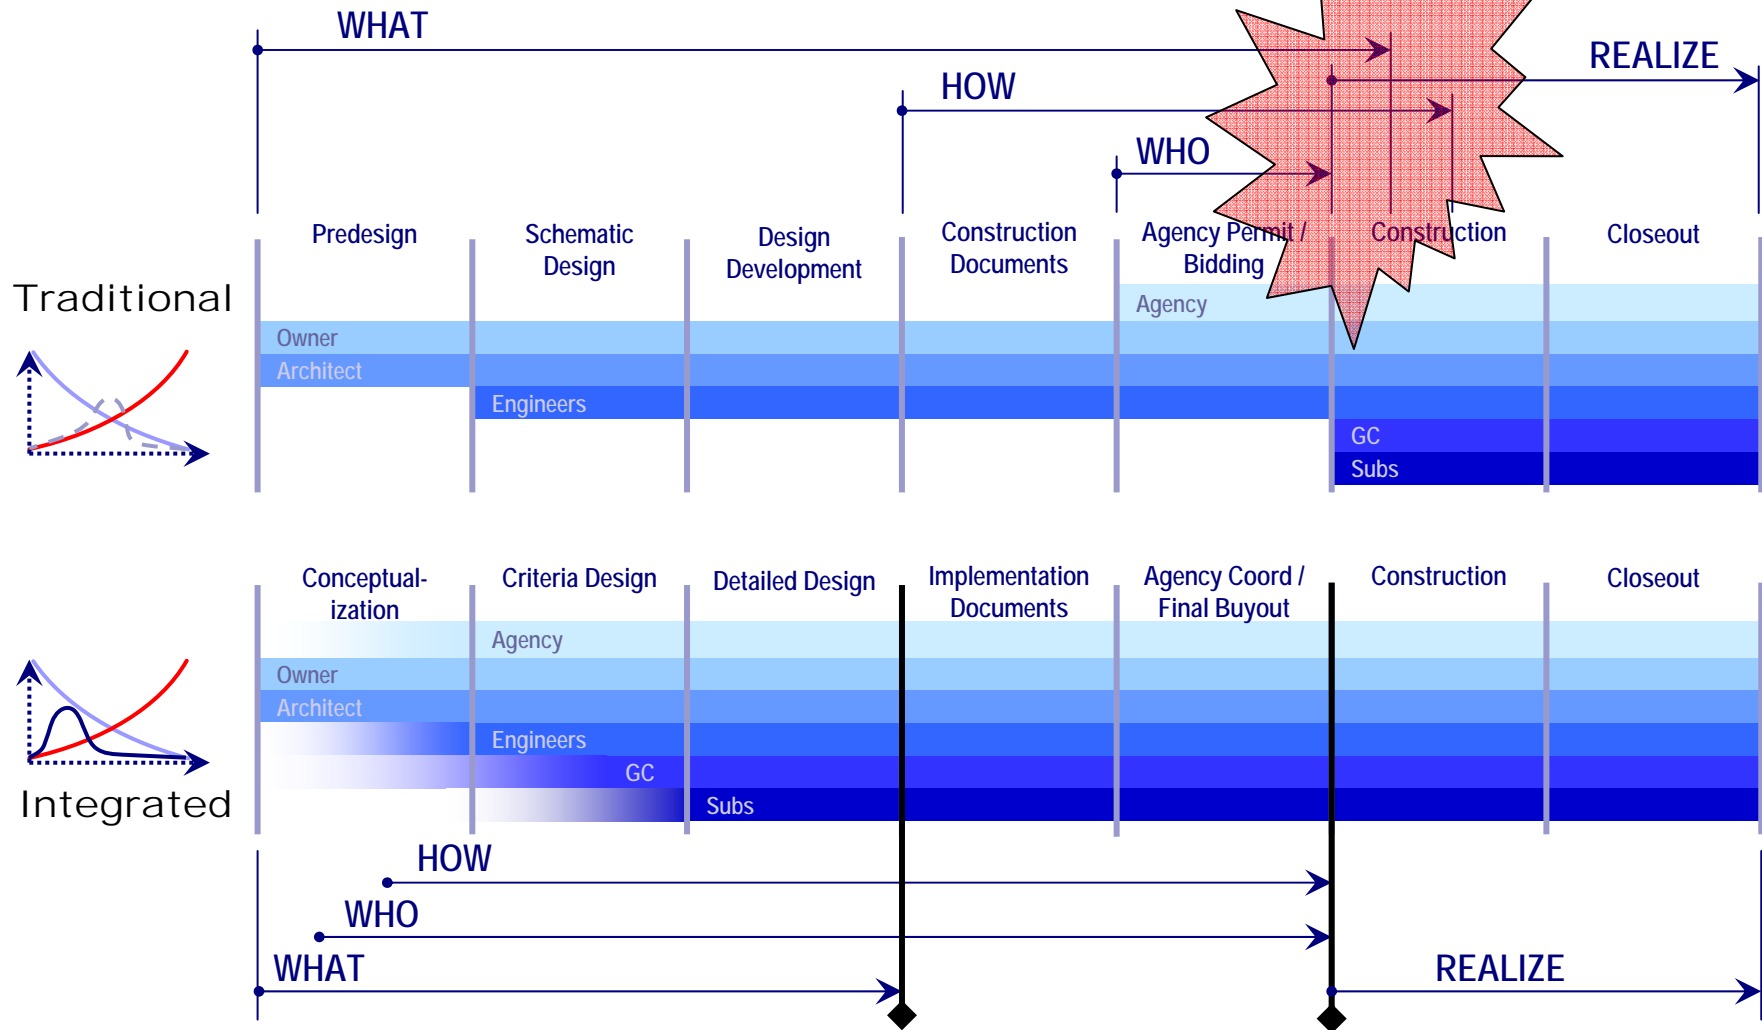 WHAT
REALIZE
HOW
WHO
Predesign
Schematic
Design
Design
Development
Construction
Documents
Agency Permit /
Bidding
Construction
Closeout
Traditional
Agency
Owner
Architect
Engineers
GC
Subs
Conceptual-
ization
Criteria Design
Detailed Design
Implementation
Documents
Agency Coord /
Final Buyout
Construction
Closeout
Agency
Owner
Architect
Engineers
GC
Integrated
Subs
HOW
WHO
WHAT
REALIZE